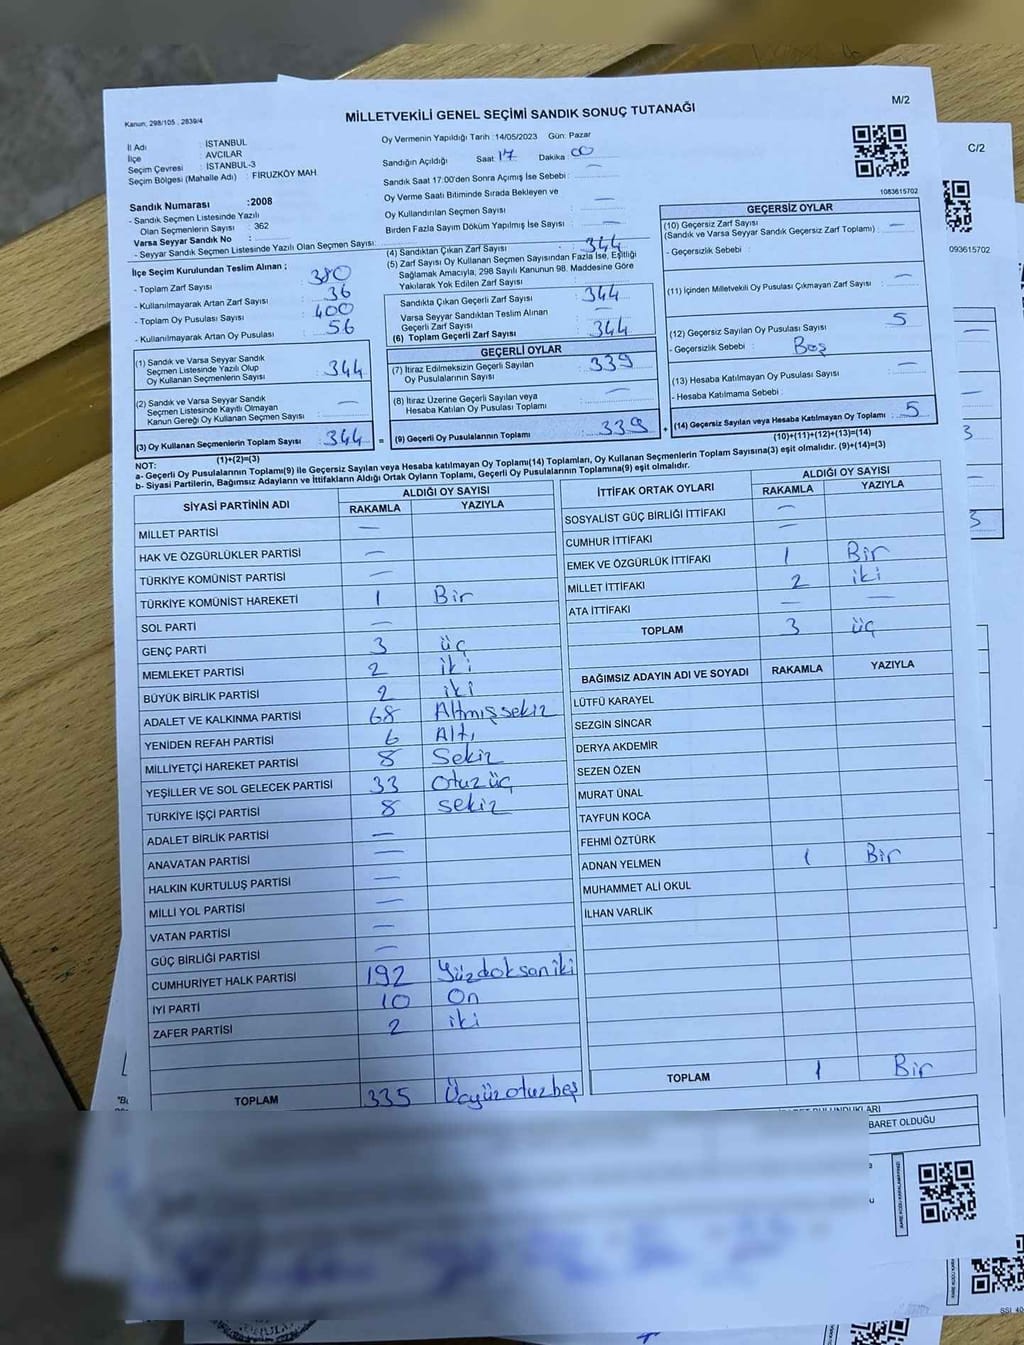 M/2
Kanun: 298/105 , 2839/4
MİLLETVEKİLİ GENEL SEÇİMİ SANDIK SONUÇ TUTANAĞI
C/2
İl Adı : İSTANBUL
İlçe : AVCILAR
Seçim Çevresi : İSTANBUL-3
Seçim Bölgesi (Mahalle Adı) : FİRUZKÖY MAH.
Sandık Numarası :2008
- Sandık Seçmen Listesinde Yazılı
Olan Seçmenlerin Sayısı : 362
Varsa Seyyar Sandık No :
- Seyyar Sandık Seçmen Listesinde Yazılı Olan Seçmen Sayısı:
Oy Vermenin Yapıldığı Tarih :14/05/2023 Gün: Pazar
Sandığın Açıldığı Saat 17 Dakika 00
Sandık Saat 17:00'den Sonra Açılmış İse Sebebi : —
Oy Verme Saati Bitiminde Sırada Bekleyen ve
Oy Kullandırılan Seçmen Sayısı : —
Birden Fazla Sayım Döküm Yapılmış İse Sayısı : —
1083615702
093615702
İlçe Seçim Kurulundan Teslim Alınan ;
- Toplam Zarf Sayısı : 380
- Kullanılmayarak Artan Zarf Sayısı : 36
- Toplam Oy Pusulası Sayısı : 400
- Kullanılmayarak Artan Oy Pusulası : 56
(1) Sandık ve Varsa Seyyar Sandık
Seçmen Listesinde Yazılı Olup
Oy Kullanan Seçmenlerin Sayısı : 344
(2) Sandık ve Varsa Seyyar Sandık
Seçmen Listesinde Kayıtlı Olmayan
Kanun Gereği Oy Kullanan Seçmen Sayısı : —
(3) Oy Kullanan Seçmenlerin Toplam Sayısı : 344 =
(1)+(2)=(3)
(4) Sandıktan Çıkan Zarf Sayısı : 344
(5) Zarf Sayısı Oy Kullanan Seçmen Sayısından Fazla İse, Eşitliği
Sağlamak Amacıyla, 298 Sayılı Kanunun 98. Maddesine Göre
Yakılarak Yok Edilen Zarf Sayısı :
Sandıkta Çıkan Geçerli Zarf Sayısı : 344
Varsa Seyyar Sandıktan Teslim Alınan
Geçerli Zarf Sayısı : —
(6) Toplam Geçerli Zarf Sayısı : 344
GEÇERLİ OYLAR
(7) İtiraz Edilmeksizin Geçerli Sayılan
Oy Pusulalarının Sayısı : 339
(8) İtiraz Üzerine Geçerli Sayılan veya
Hesaba Katılan Oy Pusulası Toplamı : —
(9) Geçerli Oy Pusulalarının Toplamı : 339 +
GEÇERSİZ OYLAR
(10) Geçersiz Zarf Sayısı
(Sandık ve Varsa Seyyar Sandık Geçersiz Zarf Toplamı) : —
- Geçersizlik Sebebi :
(11) İçinden Milletvekili Oy Pusulası Çıkmayan Zarf Sayısı : —
(12) Geçersiz Sayılan Oy Pusulası Sayısı : 5
- Geçersizlik Sebebi : Boş
(13) Hesaba Katılmayan Oy Pusulası Sayısı : —
- Hesaba Katılmama Sebebi :
(14) Geçersiz Sayılan veya Hesaba Katılmayan Oy Toplamı : 5
(10)+(11)+(12)+(13)=(14)
NOT:
a- Geçerli Oy Pusulalarının Toplamı(9) ile Geçersiz Sayılan veya Hesaba katılmayan Oy Toplamı(14) Toplamları, Oy Kullanan Seçmenlerin Toplam Sayısına(3) eşit olmalıdır. (9)+(14)=(3)
b- Siyasi Partilerin, Bağımsız Adayların ve İttifakların Aldığı Ortak Oyların Toplamı, Geçerli Oy Pusulalarının Toplamına(9) eşit olmalıdır.
SİYASİ PARTİNİN ADI ALDIĞI OY SAYISI
RAKAMLA YAZIYLA
MİLLET PARTİSİ —
HAK VE ÖZGÜRLÜKLER PARTİSİ —
TÜRKİYE KOMÜNİST PARTİSİ —
TÜRKİYE KOMÜNİST HAREKETİ 1 Bir
SOL PARTİ —
GENÇ PARTİ 3 üç
MEMLEKET PARTİSİ 2 iki
BÜYÜK BİRLİK PARTİSİ 2 iki
ADALET VE KALKINMA PARTİSİ 68 Altmışsekiz
YENİDEN REFAH PARTİSİ 6 Altı
MİLLİYETÇİ HAREKET PARTİSİ 8 Sekiz
YEŞİLLER VE SOL GELECEK PARTİSİ 33 Otuzüç
TÜRKİYE İŞÇİ PARTİSİ 8 sekiz
ADALET BİRLİK PARTİSİ —
ANAVATAN PARTİSİ —
HALKIN KURTULUŞ PARTİSİ —
MİLLİ YOL PARTİSİ —
VATAN PARTİSİ —
GÜÇ BİRLİĞİ PARTİSİ —
CUMHURİYET HALK PARTİSİ 192 Yüzdoksaniki
İYİ PARTİ 10 On
ZAFER PARTİSİ 2 iki
TOPLAM 335 Üçyüzotuzbeş
İTTİFAK ORTAK OYLARI ALDIĞI OY SAYISI
RAKAMLA YAZIYLA
SOSYALİST GÜÇ BİRLİĞİ İTTİFAKI —
CUMHUR İTTİFAKI —
EMEK VE ÖZGÜRLÜK İTTİFAKI 1 Bir
MİLLET İTTİFAKI 2 iki
ATA İTTİFAKI — —
TOPLAM 3 üç
BAĞIMSIZ ADAYIN ADI VE SOYADI RAKAMLA YAZIYLA
LÜTFÜ KARAYEL
SEZGİN SİNCAR
DERYA AKDEMİR
SEZEN ÖZEN
MURAT ÜNAL
TAYFUN KOCA
FEHMİ ÖZTÜRK
ADNAN YELMEN 1 Bir
MUHAMMET ALİ OKUL
İLHAN VARLIK
TOPLAM 1 Bir
BARET OLDUĞU
3
3